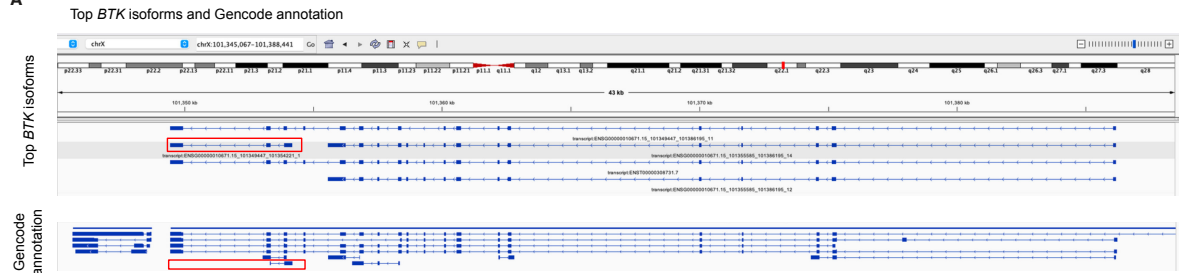 A
Top BTK isoforms and Gencode annotation
chrX
chrX:101,345,067-101,388,441
Go
p22.33 p22.31 p22.2 p22.13 p22.11 p21.3 p21.2 p21.1 p11.4 p11.3 p11.23 p11.22 p11.21 p11.1 q11.1 q12 q13.1 q13.2 q21.1 q21.2 q21.31 q21.32 q22.1 q22.3 q23 q24 q25 q26.1 q26.3 q27.1 q27.3 q28
43 kb
101,350 kb 101,360 kb 101,370 kb 101,380 kb
Top BTK isoforms
transcript:ENSG00000010671.15_101349447_101386195_11
transcript:ENSG00000010671.15_101349447_101354221_1
transcript:ENSG00000010671.15_101355585_101386195_14
transcript:ENST00000308731.7
transcript:ENSG00000010671.15_101355585_101386195_12
Gencode
annotation